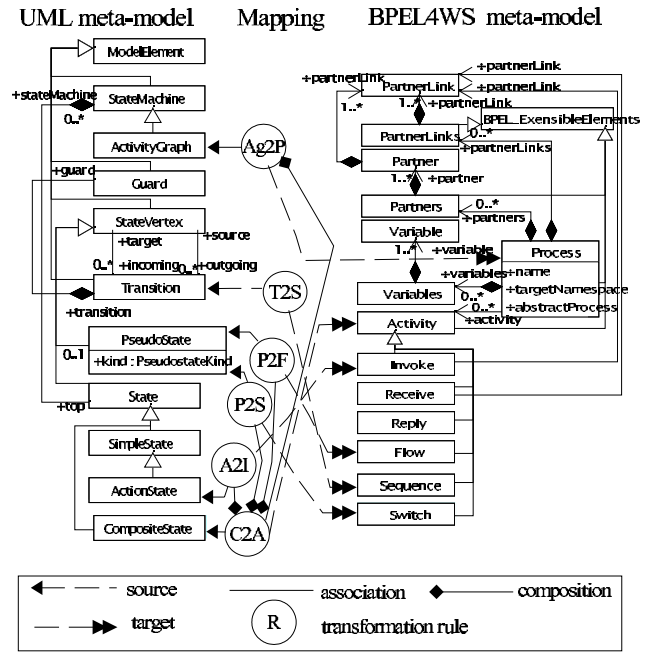 UML meta-model Mapping BPEL4WS meta-model
ModelElement
+stateMachine
StateMachine
0..*
ActivityGraph
+guard
Guard
StateVertex
+target
+source
0..*
+incoming
0..*
+outgoing
Transition
+transition
PseudoState
0..1
+kind : PseudostateKind
State
+top
SimpleState
ActionState
CompositeState
Ag2P
T2S
P2F
P2S
A2I
C2A
+partnerLink
+partnerLink
PartnerLink
+partnerLink
1..*
1..*
+partnerLink
BPEL_ExensibleElements
PartnerLinks
0..*
+partnerLinks
Partner
1..*
+partner
Partners
0..*
+partners
Variable
1..*
+variable
Process
+variables
+name
Variables
0..*
+targetNamespace
+abstractProcess
0..*
Activity
+activity
Invoke
Receive
Reply
Flow
Sequence
Switch
source
association
composition
target
R
transformation rule